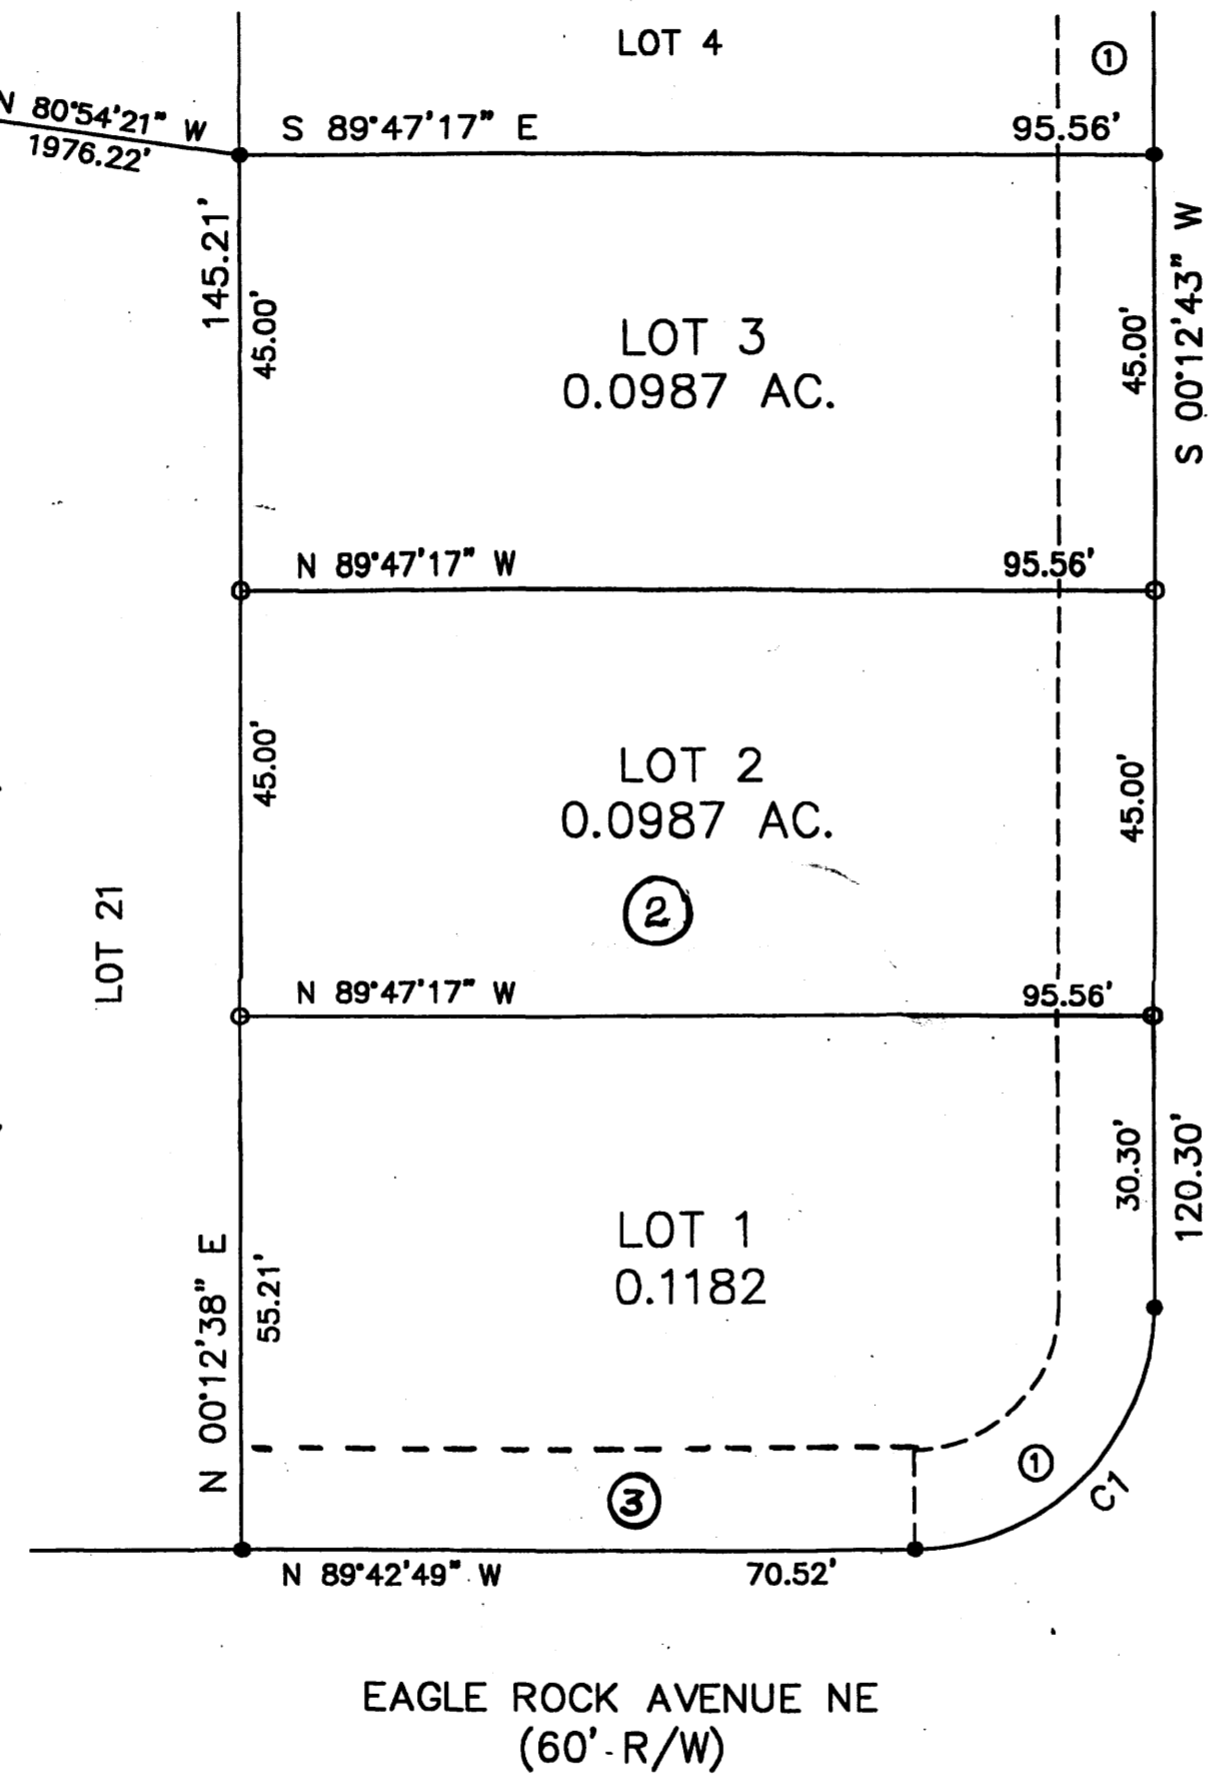 LOT 4
①
N 80°54'21" W
1976.22'
S 89°47'17" E
95.56'
145.21'
45.00'
LOT 3
0.0987 AC.
45.00'
S 00°12'43" W
N 89°47'17" W
95.56'
45.00'
LOT 2
0.0987 AC.
②
45.00'
LOT 21
N 89°47'17" W
95.56'
30.30'
120.30'
LOT 1
0.1182
N 00°12'38" E
55.21'
①
C1
③
N 89°42'49" W
70.52'
EAGLE ROCK AVENUE NE
(60' R/W)